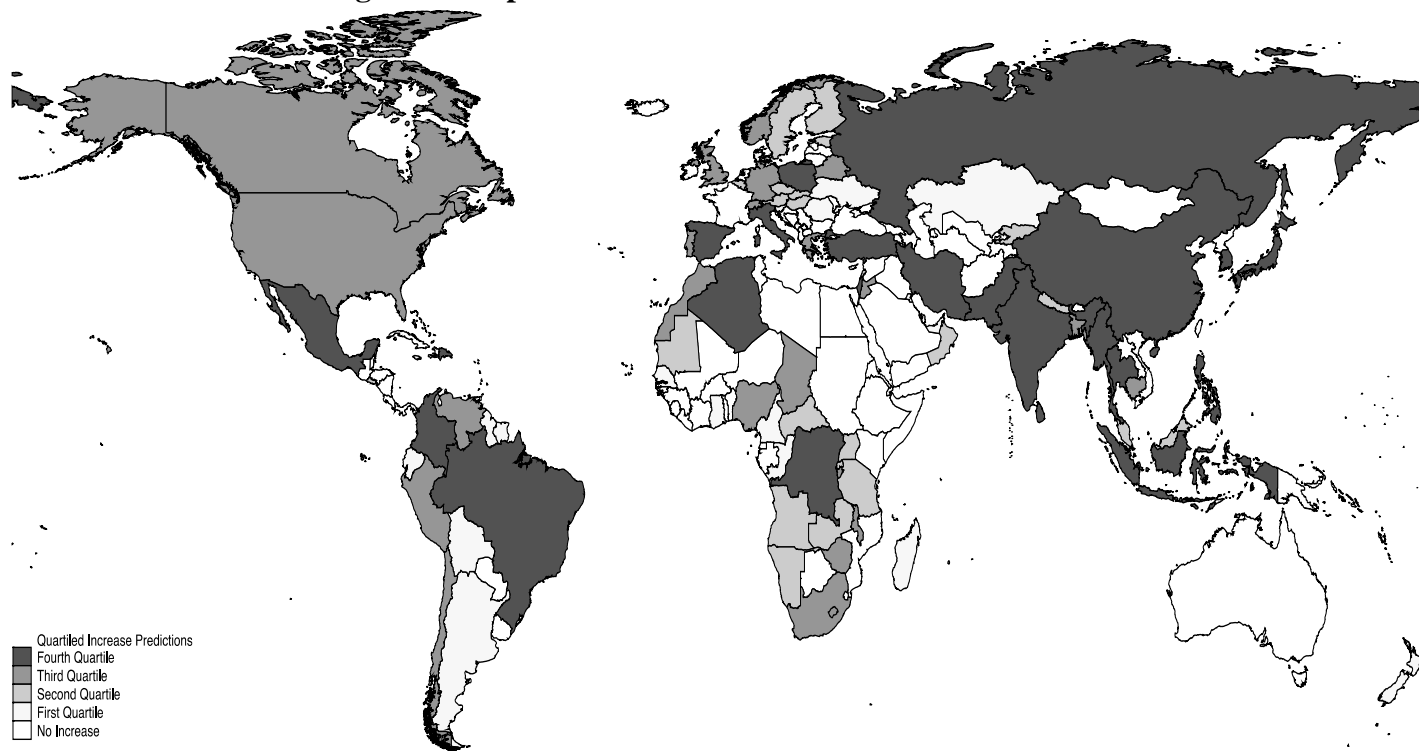 Quartiled Increase Predictions
Fourth Quartile
Third Quartile
Second Quartile
First Quartile
No Increase